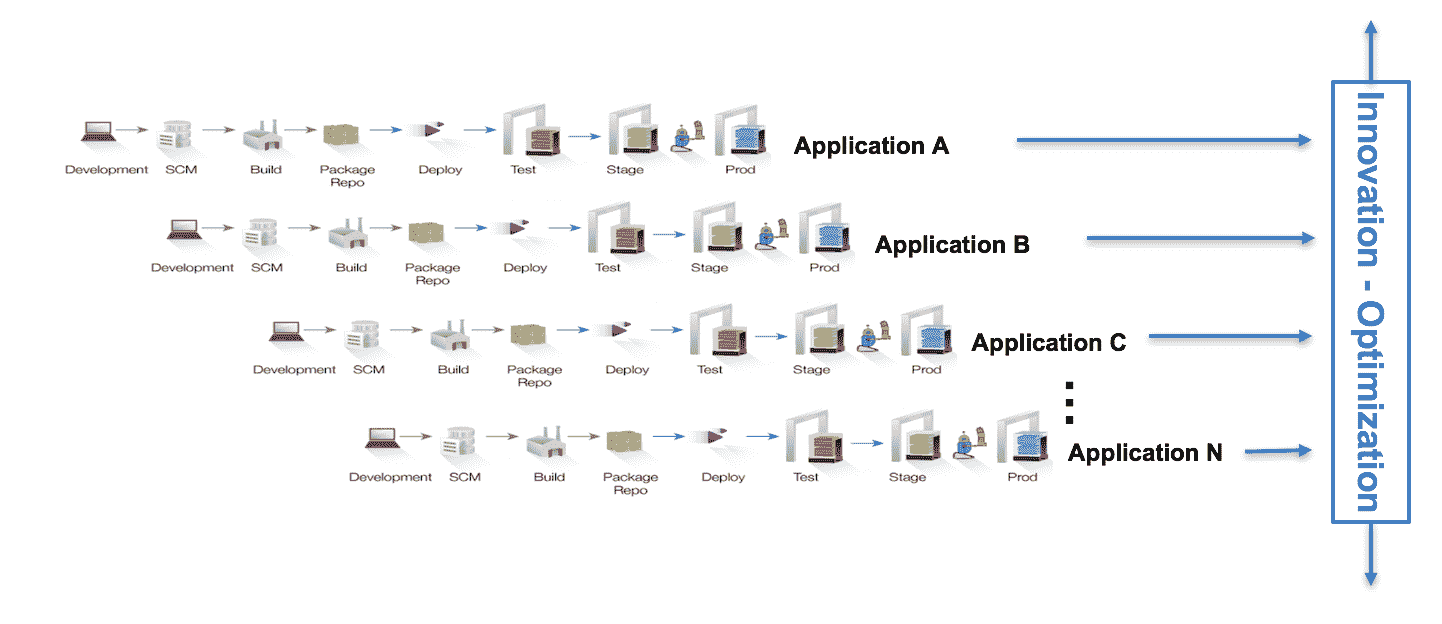 Application A
Development SCM Build Package Deploy Test Stage Prod
Repo
Application B
Development SCM Build Package Deploy Test Stage Prod
Repo
Application C
Development SCM Build Package Deploy Test Stage Prod
Repo
Application N
Development SCM Build Package Deploy Test Stage Prod
Repo
Innovation - Optimization